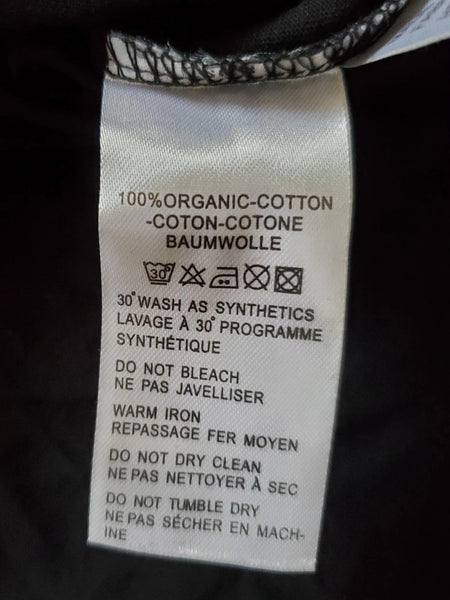 100%ORGANIC-COTTON
-COTON-COTONE
BAUMWOLLE
30°
30° WASH AS SYNTHETICS
LAVAGE À 30° PROGRAMME
SYNTHÉTIQUE
DO NOT BLEACH
NE PAS JAVELLISER
WARM IRON
REPASSAGE FER MOYEN
DO NOT DRY CLEAN
NE PAS NETTOYER À SEC
DO NOT TUMBLE DRY
NE PAS SÉCHER EN MACH-
INE